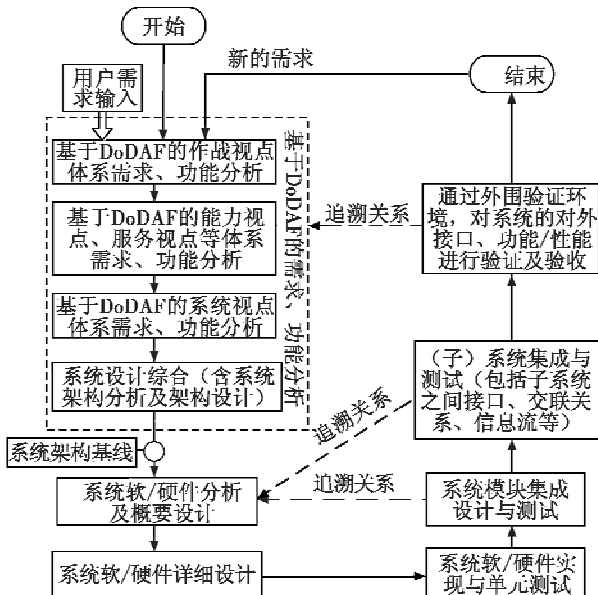 开始
用户需
求输入
新的需求
结束
基于DoDAF的作战视点
体系需求、功能分析
基于DoDAF的能力视
点、服务视点等体系
需求、功能分析
基于DoDAF的系统视点
体系需求、功能分析
系统设计综合（含系统
架构分析及架构设计）
基于DoDAF的需求、功能分析
追溯关系
通过外围验证环
境，对系统的对外
接口、功能/性能
进行验证及验收
（子）系统集成与
测试（包括子系统
之间接口、交联关
系、信息流等）
追溯关系
系统架构基线
系统软/硬件分析
及概要设计
追溯关系
系统模块集成
设计与测试
系统软/硬件详细设计
系统软/硬件实
现与单元测试